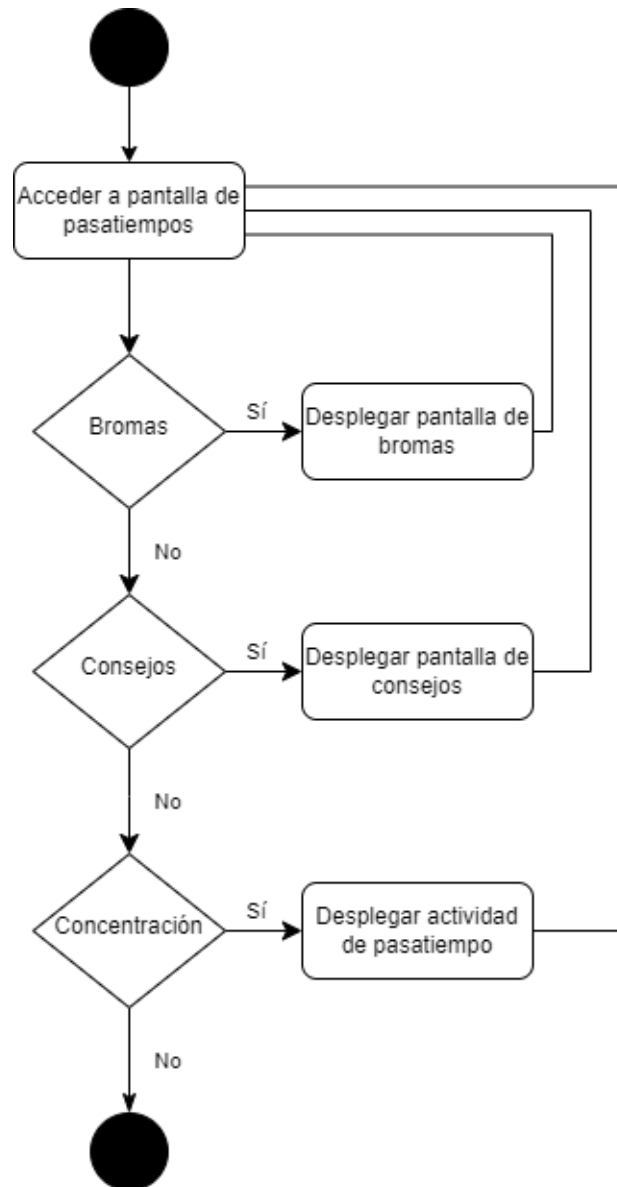 Acceder a pantalla de
pasatiempos
Bromas
Sí
Desplegar pantalla de
bromas
No
Consejos
Sí
Desplegar pantalla de
consejos
No
Concentración
Sí
Desplegar actividad
de pasatiempo
No